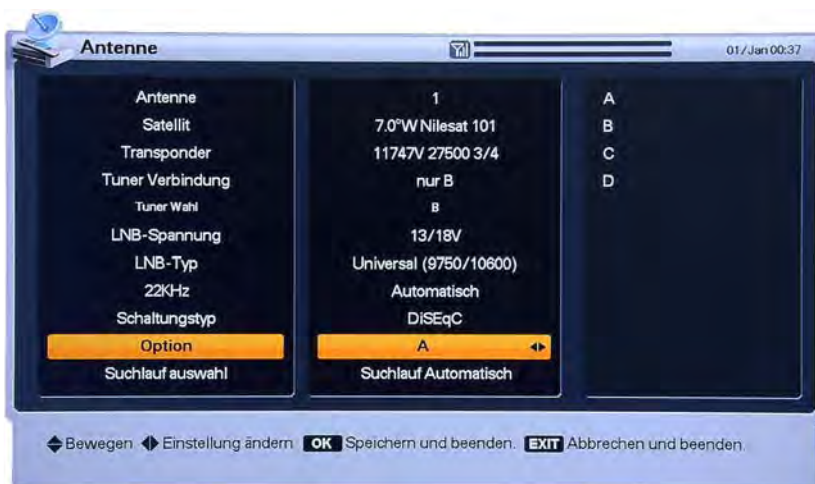 Antenne
01/Jan 00:37
Antenne 1
Satellit 7.0°W Nilesat 101
Transponder 11747V 27500 3/4
Tuner Verbindung nur B
Tuner Wahl B
LNB-Spannung 13/18V
LNB-Typ Universal (9750/10600)
22KHz Automatisch
Schaltungstyp DiSEqC
Option A
Suchlauf auswahl Suchlauf Automatisch
A
B
C
D
Bewegen Einstellung ändern OK Speichern und beenden. EXIT Abbrechen und beenden.